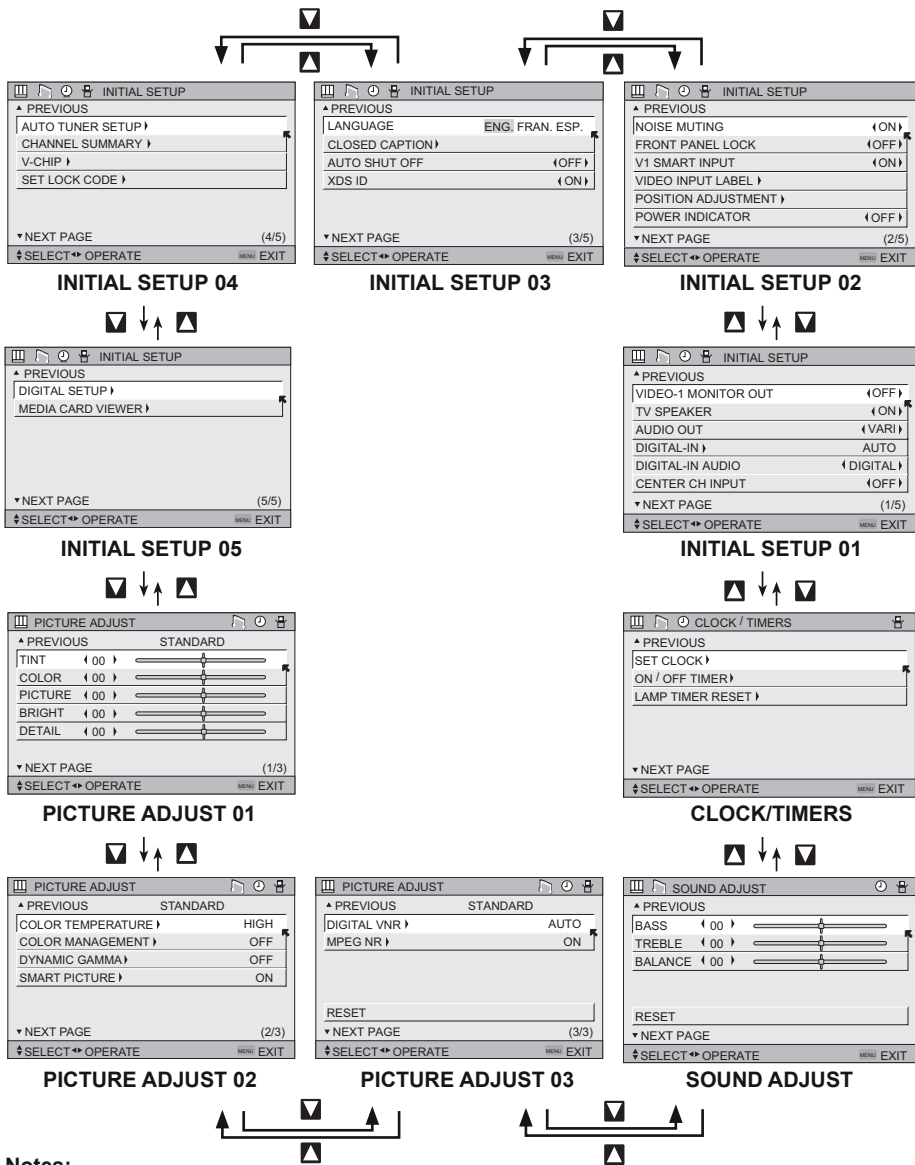 INITIAL SETUP
PREVIOUS
AUTO TUNER SETUP
CHANNEL SUMMARY
V-CHIP
SET LOCK CODE
NEXT PAGE (4/5)
SELECT OPERATE MENU EXIT
INITIAL SETUP 04
INITIAL SETUP
PREVIOUS
LANGUAGE ENG. FRAN. ESP.
CLOSED CAPTION
AUTO SHUT OFF OFF
XDS ID ON
NEXT PAGE (3/5)
SELECT OPERATE MENU EXIT
INITIAL SETUP 03
INITIAL SETUP
PREVIOUS
NOISE MUTING ON
FRONT PANEL LOCK OFF
V1 SMART INPUT ON
VIDEO INPUT LABEL
POSITION ADJUSTMENT
POWER INDICATOR OFF
NEXT PAGE (2/5)
SELECT OPERATE MENU EXIT
INITIAL SETUP 02
INITIAL SETUP
PREVIOUS
DIGITAL SETUP
MEDIA CARD VIEWER
NEXT PAGE (5/5)
SELECT OPERATE MENU EXIT
INITIAL SETUP 05
INITIAL SETUP
PREVIOUS
VIDEO-1 MONITOR OUT OFF
TV SPEAKER ON
AUDIO OUT VARI
DIGITAL-IN AUTO
DIGITAL-IN AUDIO DIGITAL
CENTER CH INPUT OFF
NEXT PAGE (1/5)
SELECT OPERATE MENU EXIT
INITIAL SETUP 01
PICTURE ADJUST
PREVIOUS STANDARD
TINT 00
COLOR 00
PICTURE 00
BRIGHT 00
DETAIL 00
NEXT PAGE (1/3)
SELECT OPERATE MENU EXIT
PICTURE ADJUST 01
CLOCK / TIMERS
PREVIOUS
SET CLOCK
ON / OFF TIMER
LAMP TIMER RESET
NEXT PAGE
SELECT OPERATE MENU EXIT
CLOCK/TIMERS
PICTURE ADJUST
PREVIOUS STANDARD
COLOR TEMPERATURE HIGH
COLOR MANAGEMENT OFF
DYNAMIC GAMMA OFF
SMART PICTURE ON
NEXT PAGE (2/3)
SELECT OPERATE MENU EXIT
PICTURE ADJUST 02
PICTURE ADJUST
PREVIOUS STANDARD
DIGITAL VNR AUTO
MPEG NR ON
RESET
NEXT PAGE (3/3)
SELECT OPERATE MENU EXIT
PICTURE ADJUST 03
SOUND ADJUST
PREVIOUS
BASS 00
TREBLE 00
BALANCE 00
RESET
NEXT PAGE
SELECT OPERATE MENU EXIT
SOUND ADJUST
Notes: